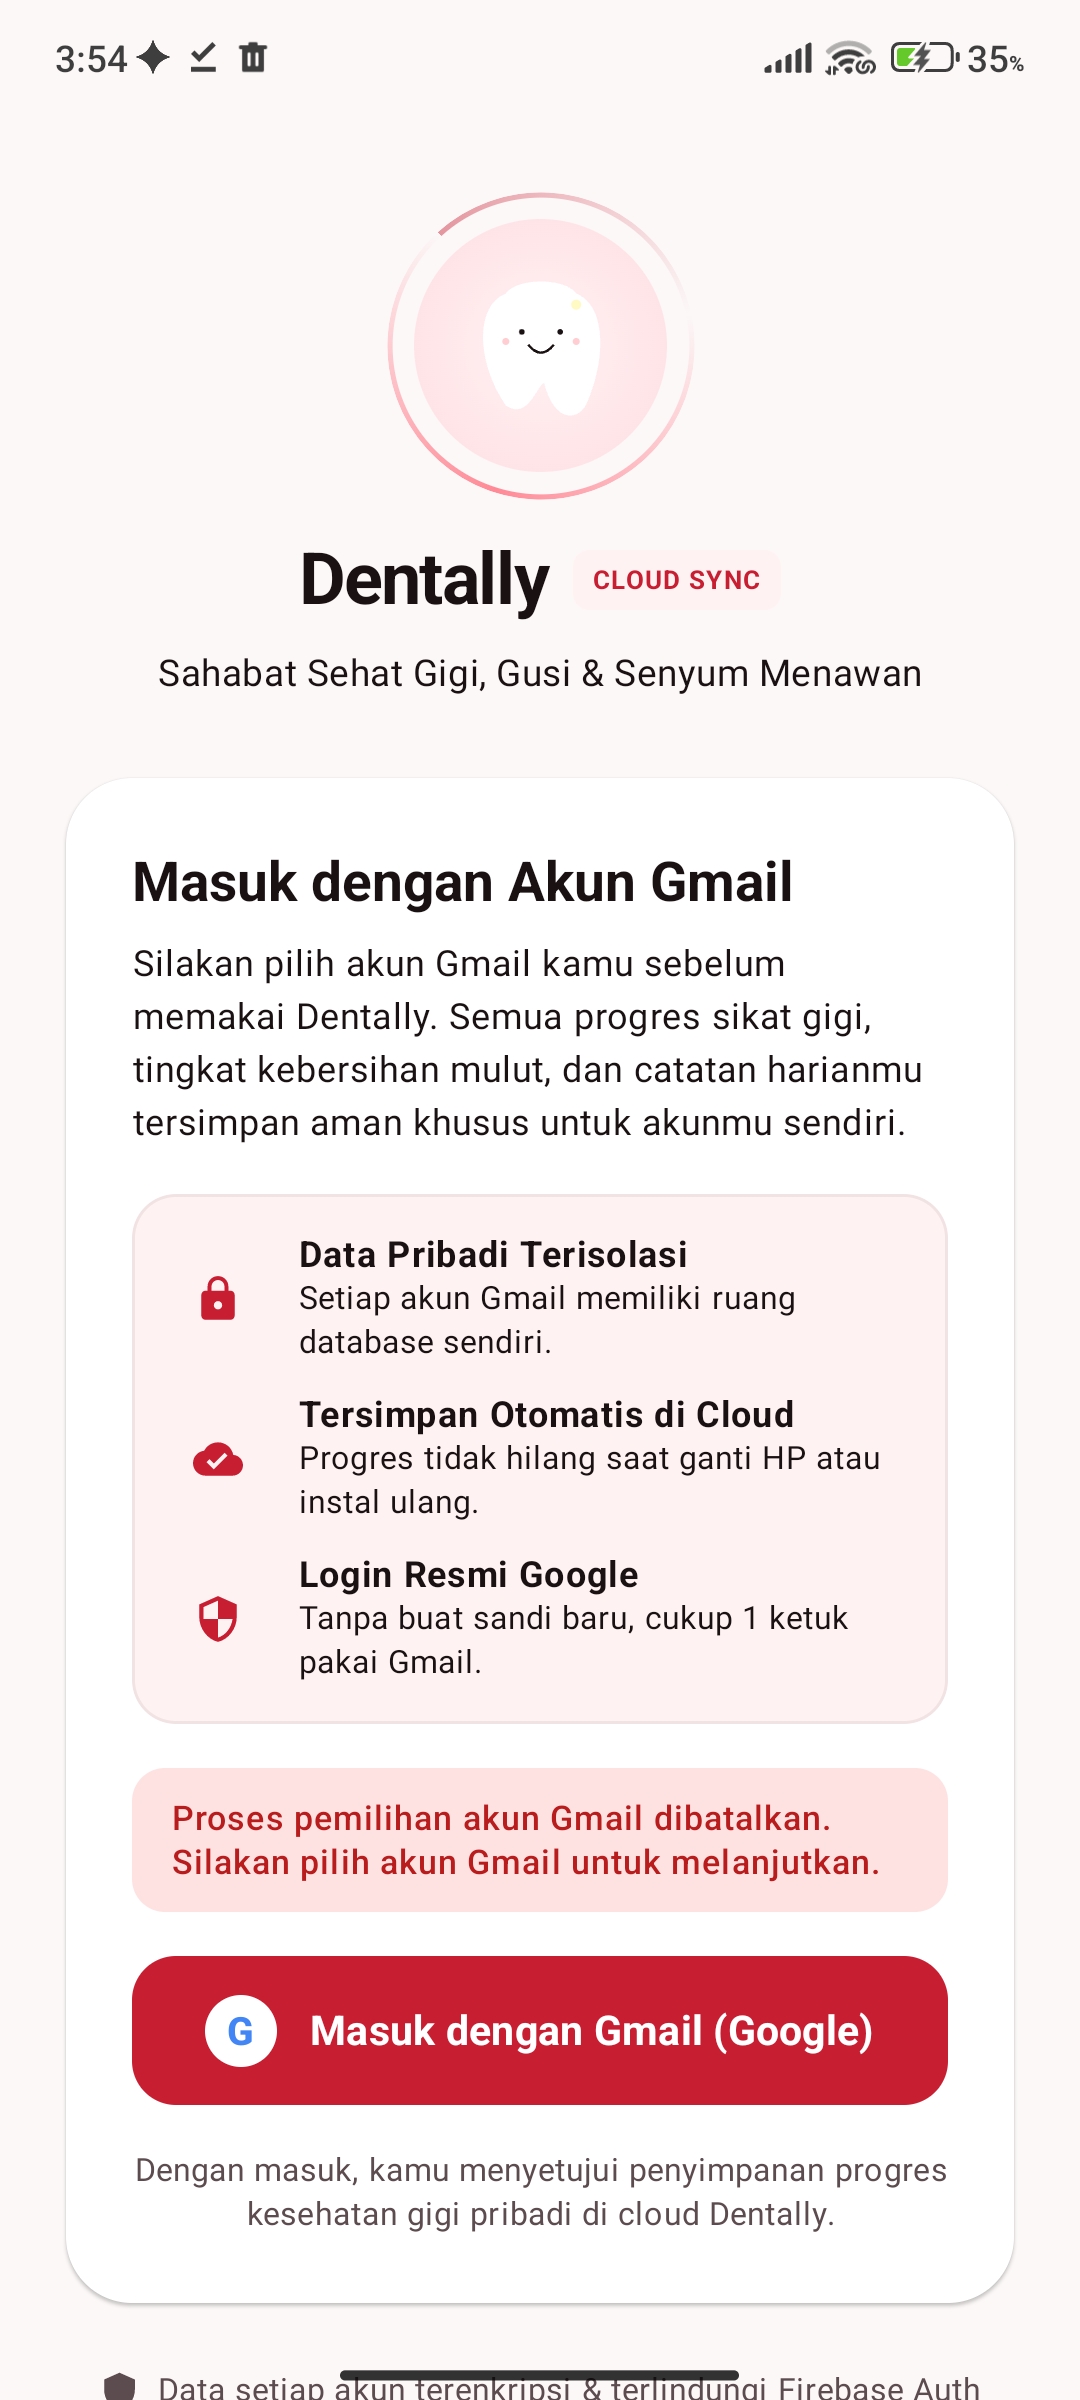 3:54
35%
Dentally
CLOUD SYNC
Sahabat Sehat Gigi, Gusi & Senyum Menawan
Masuk dengan Akun Gmail
Silakan pilih akun Gmail kamu sebelum
memakai Dentally. Semua progres sikat gigi,
tingkat kebersihan mulut, dan catatan harianmu
tersimpan aman khusus untuk akunmu sendiri.
Data Pribadi Terisolasi
Setiap akun Gmail memiliki ruang
database sendiri.
Tersimpan Otomatis di Cloud
Progres tidak hilang saat ganti HP atau
instal ulang.
Login Resmi Google
Tanpa buat sandi baru, cukup 1 ketuk
pakai Gmail.
Proses pemilihan akun Gmail dibatalkan.
Silakan pilih akun Gmail untuk melanjutkan.
G Masuk dengan Gmail (Google)
Dengan masuk, kamu menyetujui penyimpanan progres
kesehatan gigi pribadi di cloud Dentally.
Data setiap akun terenkripsi & terlindungi Firebase Auth